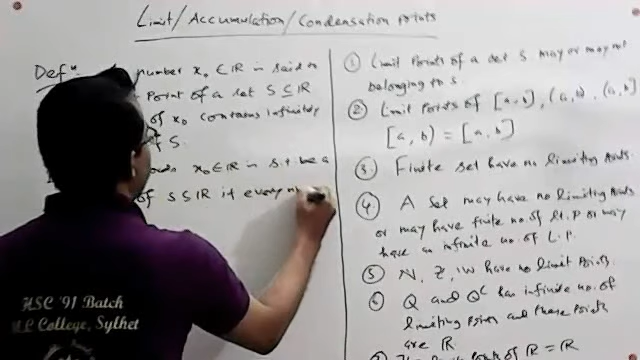 Limit/Accumulation/Condensation points
Defⁿ. number x₀ ∈ IR is said to
point of a set S ⊆ IR
of x₀ contains infinitely
of S.
x₀ ∈ IR is s.t be a
of S ⊆ IR if every n
① Limit Points of a set S may or may not
belonging to S.
② Limit Points of [a, b], (a, b), (a, b]
[a, b) = [a, b]
③. Finite set have no limiting
④ A set may have no limiting
or may have finite no. of lt. P or may
have an infinite no. of L.P.
⑤ N, Z, W have no limit points.
⑥ Q and Qᶜ has infinite no. of
limiting points and these points
are R
of R = R
HSC '91 Batch
College, Sylhet